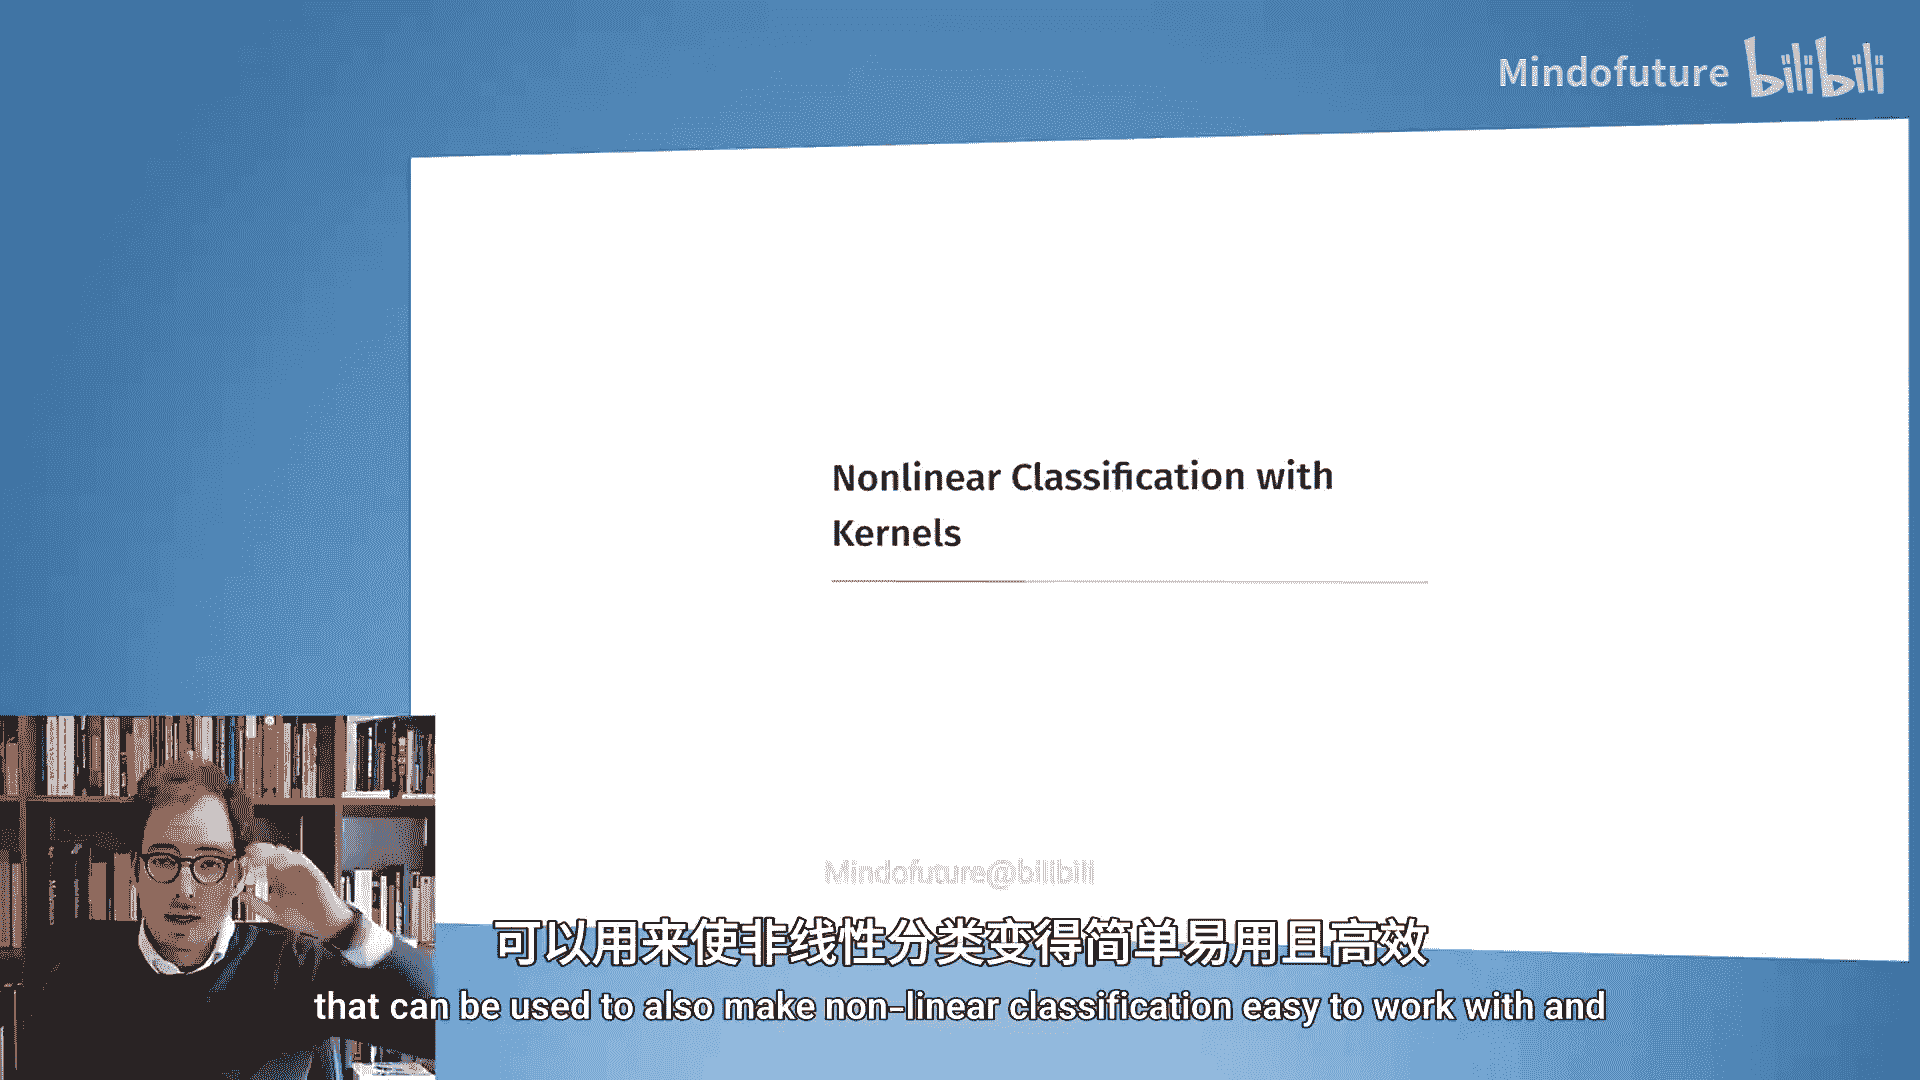 Mindofuture bilibili
Nonlinear Classification with
Kernels
Mindofuture@bilibili
可以用来使非线性分类变得简单易用且高效
that can be used to also make non-linear classification easy to work with and